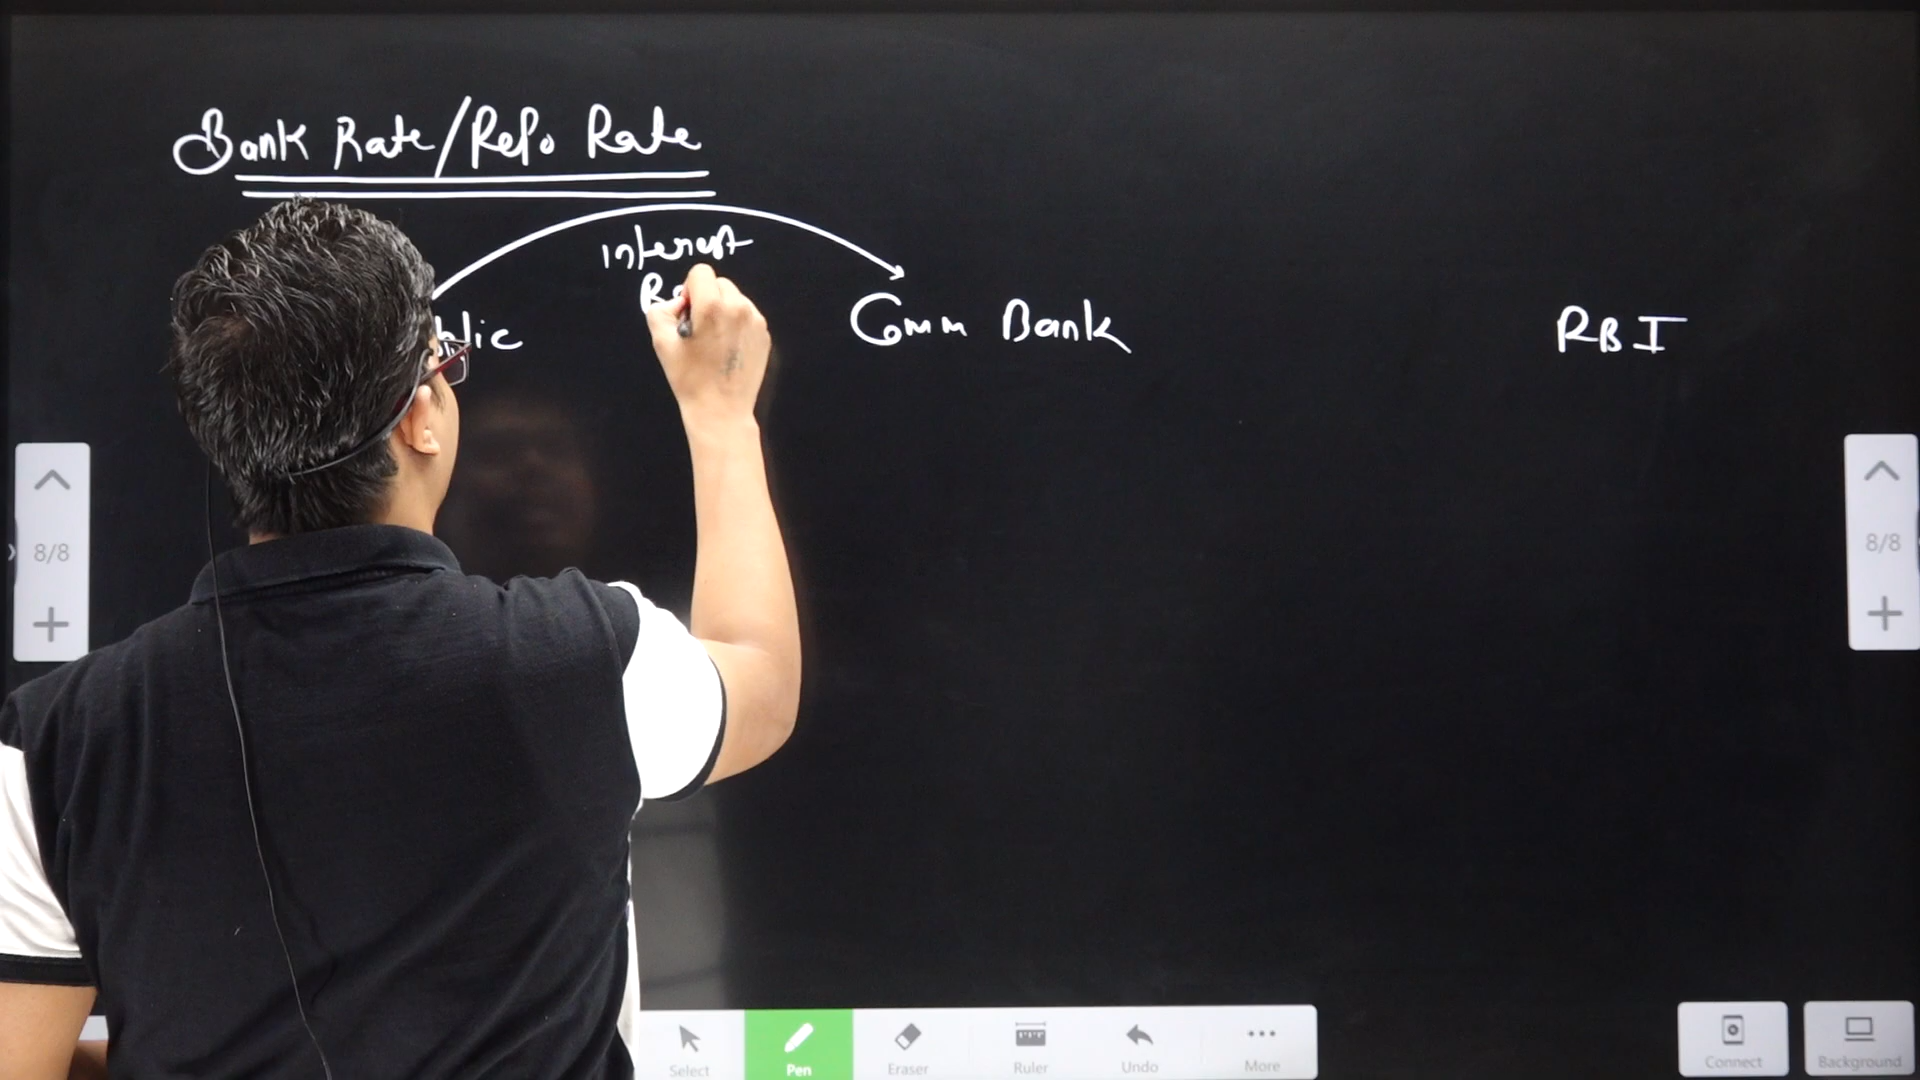 Bank Rate/Repo Rate
interest
Comm Bank
RBI
8/8
8/8
Select
Pen
Eraser
Ruler
Undo
More
Connect
Background